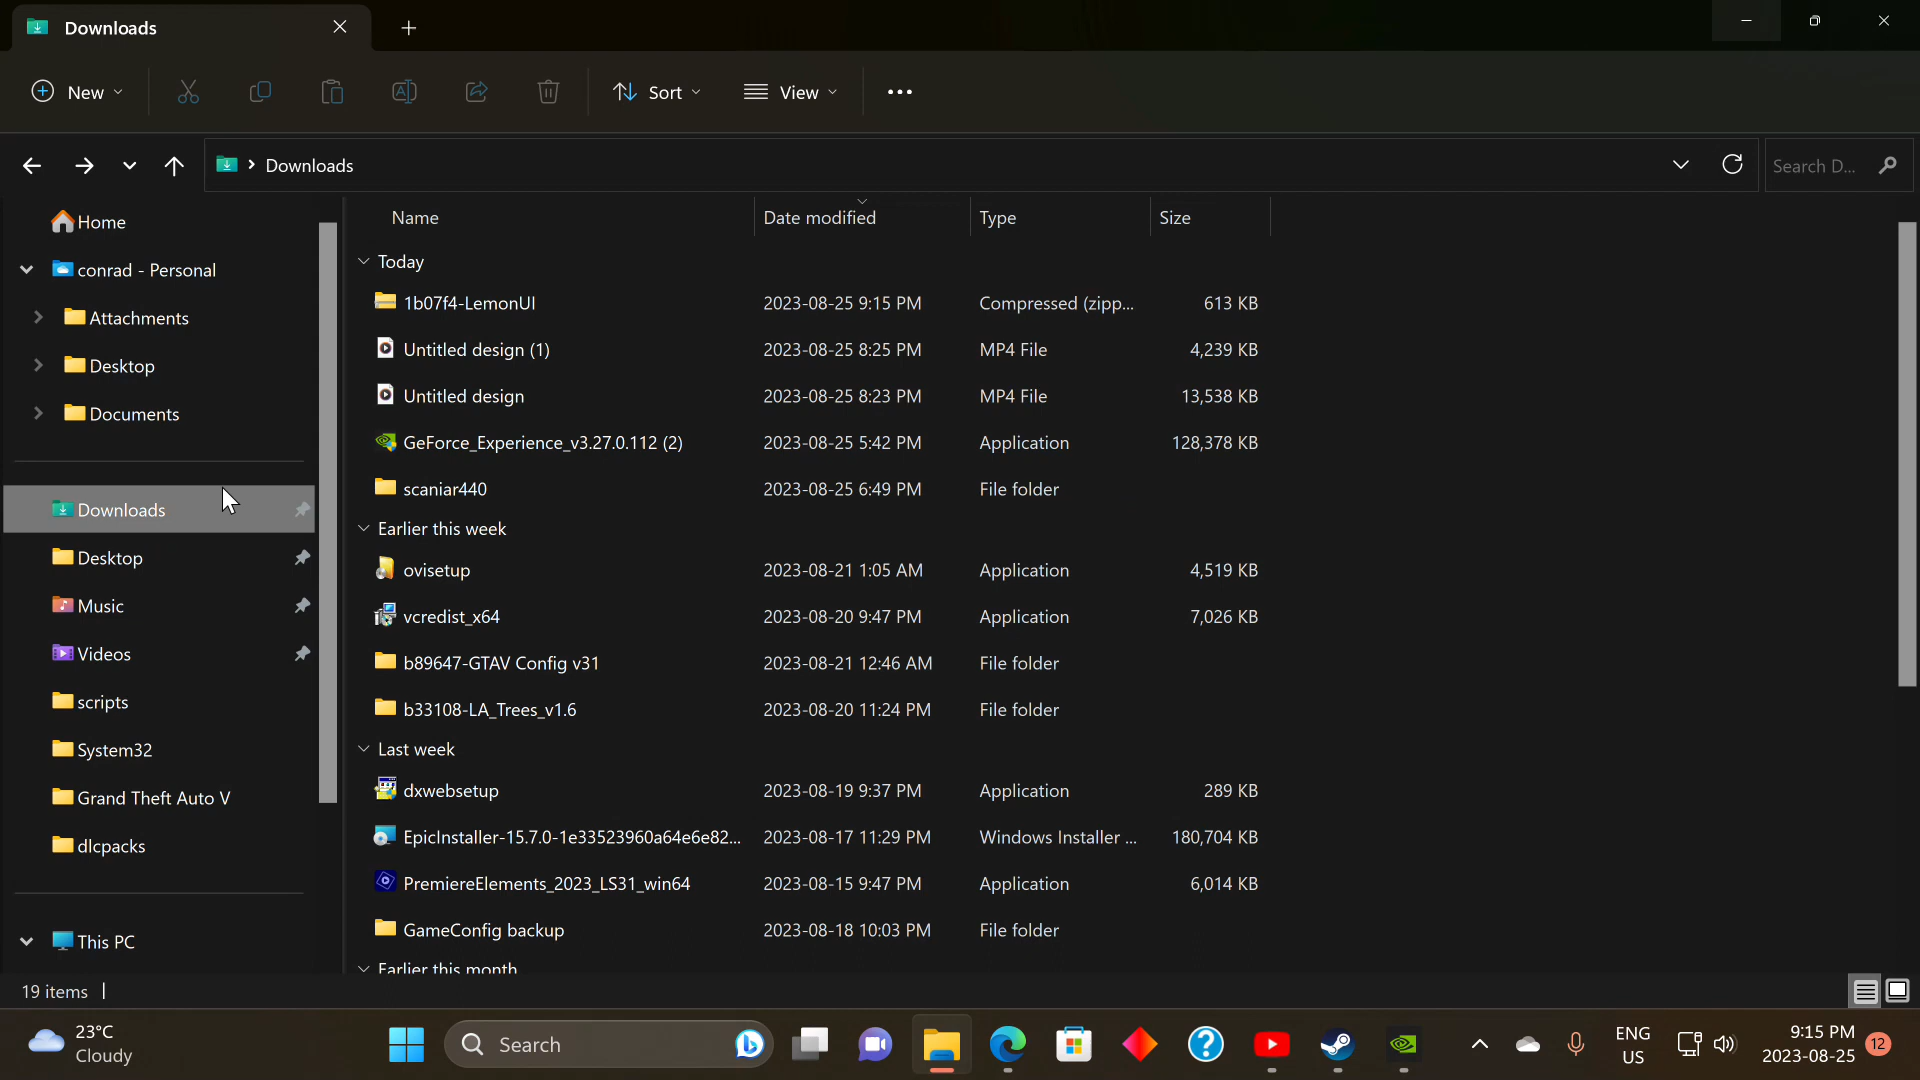 Downloads
New Sort View
Downloads Search D...
Name Date modified Type Size
Home
conrad - Personal
Attachments
Desktop
Documents
Downloads
Desktop
Music
Videos
scripts
System32
Grand Theft Auto V
dlcpacks
This PC
Today
1b07f4-LemonUI 2023-08-25 9:15 PM Compressed (zipp... 613 KB
Untitled design (1) 2023-08-25 8:25 PM MP4 File 4,239 KB
Untitled design 2023-08-25 8:23 PM MP4 File 13,538 KB
GeForce_Experience_v3.27.0.112 (2) 2023-08-25 5:42 PM Application 128,378 KB
scaniar440 2023-08-25 6:49 PM File folder
Earlier this week
ovisetup 2023-08-21 1:05 AM Application 4,519 KB
vcredist_x64 2023-08-20 9:47 PM Application 7,026 KB
b89647-GTAV Config v31 2023-08-21 12:46 AM File folder
b33108-LA_Trees_v1.6 2023-08-20 11:24 PM File folder
Last week
dxwebsetup 2023-08-19 9:37 PM Application 289 KB
EpicInstaller-15.7.0-1e33523960a64e6e82... 2023-08-17 11:29 PM Windows Installer ... 180,704 KB
PremiereElements_2023_LS31_win64 2023-08-15 9:47 PM Application 6,014 KB
GameConfig backup 2023-08-18 10:03 PM File folder
Earlier this month
19 items
23°C
Cloudy
Search
ENG
US
9:15 PM
2023-08-25
12